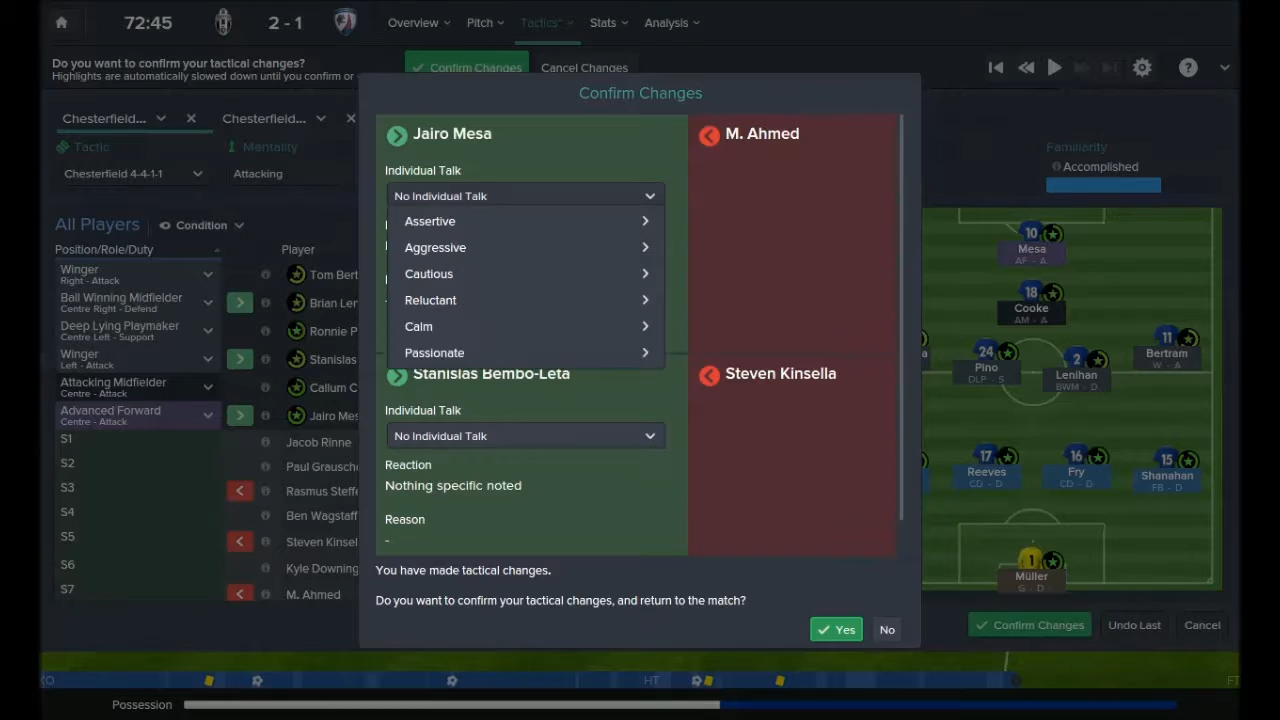 72:45
2 - 1
Overview
Pitch
Tactics*
Stats
Analysis
Do you want to confirm your tactical changes?
Highlights are automatically slowed down until you confirm or
Confirm Changes
Cancel Changes
Confirm Changes
Chesterfield...
Chesterfield...
Tactic
Mentality
Chesterfield 4-4-1-1
Attacking
Familiarity
Accomplished
All Players
Condition
Position/Role/Duty
Player
Winger
Right - Attack
Tom Bert
Ball Winning Midfielder
Centre Right - Defend
Brian Len
Deep Lying Playmaker
Centre Left - Support
Ronnie P
Winger
Left - Attack
Stanislas
Attacking Midfielder
Centre - Attack
Callum C
Advanced Forward
Centre - Attack
Jairo Mes
S1
Jacob Rinne
S2
Paul Grausch
S3
Rasmus Steffe
S4
Ben Wagstaff
S5
Steven Kinsel
S6
Kyle Downing
S7
M. Ahmed
Jairo Mesa
M. Ahmed
Individual Talk
No Individual Talk
Assertive
Aggressive
Cautious
Reluctant
Calm
Passionate
Stanislas Bembo-Leta
Steven Kinsella
Individual Talk
No Individual Talk
Reaction
Nothing specific noted
Reason
-
You have made tactical changes.
Do you want to confirm your tactical changes, and return to the match?
Yes
No
10
Mesa
AF - A
18
Cooke
AM - A
24
Pino
DLP - S
2
Lenihan
BWM - D
11
Bertram
W - A
17
Reeves
CD - D
16
Fry
CD - D
15
Shanahan
FB - D
1
Müller
G - D
Confirm Changes
Undo Last
Cancel
KO
HT
FT
Possession